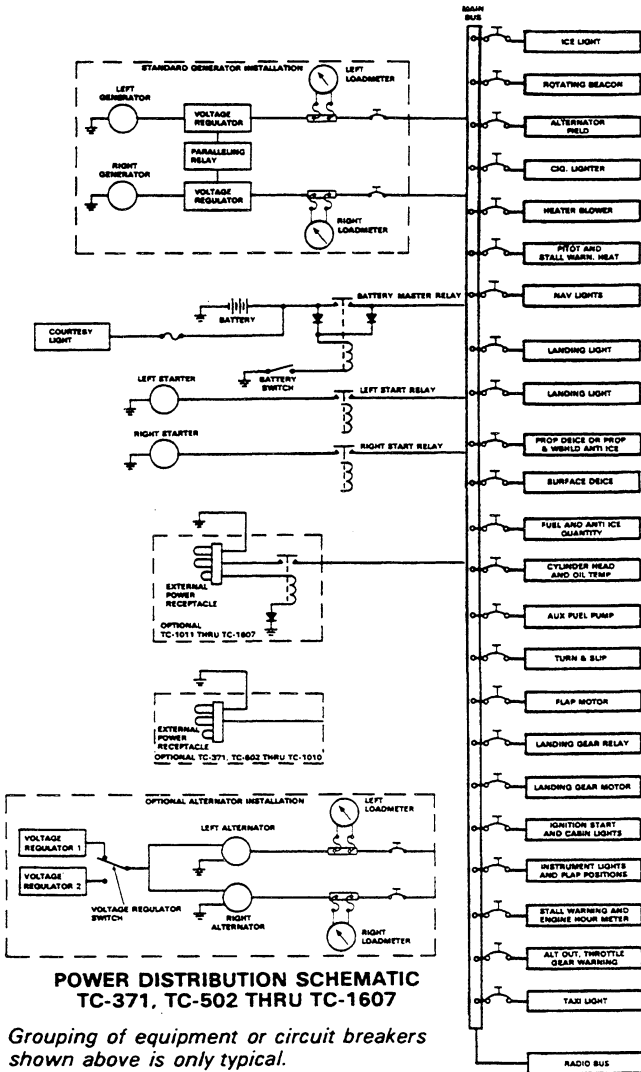 MAIN
BUS
STANDARD GENERATOR INSTALLATION
LEFT
LOADMETER
LEFT
GENERATOR
VOLTAGE
REGULATOR
PARALLELING
RELAY
RIGHT
GENERATOR
VOLTAGE
REGULATOR
RIGHT
LOADMETER
BATTERY MASTER RELAY
BATTERY
COURTESY
LIGHT
BATTERY
SWITCH
LEFT STARTER
LEFT START RELAY
RIGHT STARTER
RIGHT START RELAY
EXTERNAL
POWER
RECEPTACLE
OPTIONAL
TC-1011 THRU TC-1607
EXTERNAL
POWER
RECEPTACLE
OPTIONAL TC-371, TC-502 THRU TC-1010
OPTIONAL ALTERNATOR INSTALLATION
LEFT
LOADMETER
LEFT ALTERNATOR
VOLTAGE
REGULATOR 1
VOLTAGE
REGULATOR 2
VOLTAGE REGULATOR
SWITCH
RIGHT
ALTERNATOR
RIGHT
LOADMETER
ICE LIGHT
ROTATING BEACON
ALTERNATOR
FIELD
CIG. LIGHTER
HEATER BLOWER
PITOT AND
STALL WARN. HEAT
NAV LIGHTS
LANDING LIGHT
LANDING LIGHT
PROP DEICE OR PROP
& WSHLD ANTI ICE
SURFACE DEICE
FUEL AND ANTI ICE
QUANTITY
CYLINDER HEAD
AND OIL TEMP
AUX FUEL PUMP
TURN & SLIP
FLAP MOTOR
LANDING GEAR RELAY
LANDING GEAR MOTOR
IGNITION START
AND CABIN LIGHTS
INSTRUMENT LIGHTS
AND FLAP POSITIONS
STALL WARNING AND
ENGINE HOUR METER
ALT OUT, THROTTLE
GEAR WARNING
TAXI LIGHT
RADIO BUS
POWER DISTRIBUTION SCHEMATIC
TC-371, TC-502 THRU TC-1607
Grouping of equipment or circuit breakers
shown above is only typical.